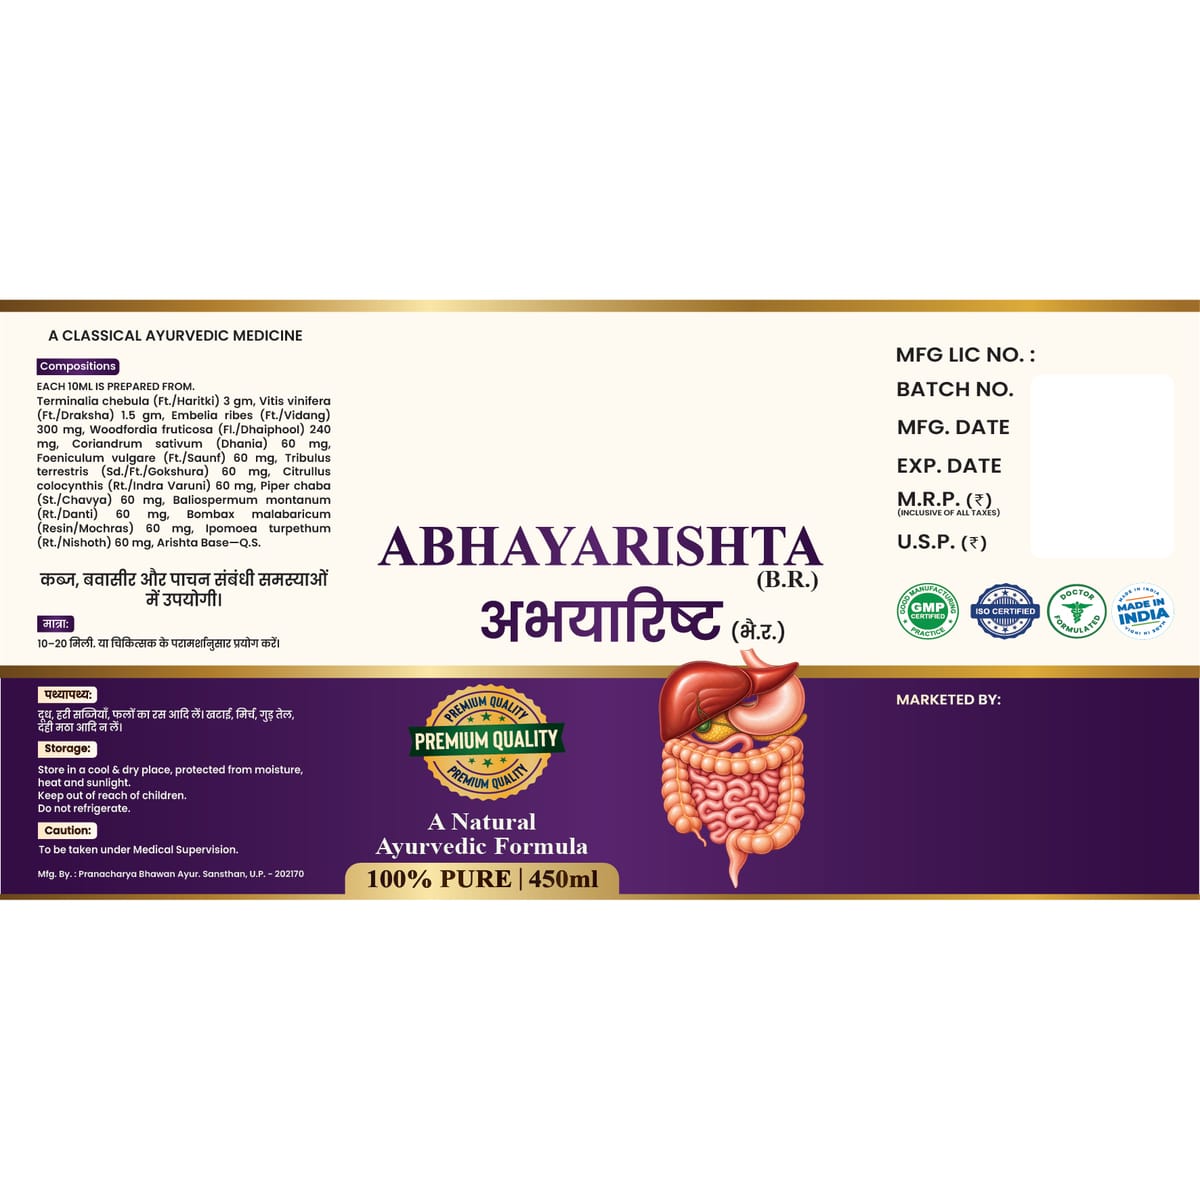 A CLASSICAL AYURVEDIC MEDICINE
Compositions
EACH 10ML IS PREPARED FROM.
Terminalia chebula (Ft./Haritki) 3 gm, Vitis vinifera
(Ft./Draksha) 1.5 gm, Embelia ribes (Ft./Vidang)
300 mg, Woodfordia fruticosa (Fl./Dhaiphool) 240
mg, Coriandrum sativum (Dhania) 60 mg,
Foeniculum vulgare (Ft./Saunf) 60 mg, Tribulus
terrestris (Sd./Ft./Gokshura) 60 mg, Citrullus
colocynthis (Rt./Indra Varuni) 60 mg, Piper chaba
(St./Chavya) 60 mg, Baliospermum montanum
(Rt./Danti) 60 mg, Bombax malabaricum
(Resin/Mochras) 60 mg, Ipomoea turpethum
(Rt./Nishoth) 60 mg, Arishta Base—Q.S.
कब्ज, बवासीर और पाचन संबंधी समस्याओं
में उपयोगी।
मात्रा:
10-20 मिली. या चिकित्सक के परामर्शानुसार प्रयोग करें।
पथ्यापथ्य:
दूध, हरी सब्जियाँ, फलों का रस आदि लें। खटाई, मिर्च, गुड़ तेल,
दही मठा आदि न लें।
Storage:
Store in a cool & dry place, protected from moisture,
heat and sunlight.
Keep out of reach of children.
Do not refrigerate.
Caution:
To be taken under Medical Supervision.
Mfg. By. : Pranacharya Bhawan Ayur. Sansthan, U.P. - 202170
ABHAYARISHTA
(B.R.)
अभयारिष्ट (भै.र.)
PREMIUM QUALITY
PREMIUM QUALITY
PREMIUM QUALITY
A Natural
Ayurvedic Formula
100% PURE | 450ml
MFG LIC NO. :
BATCH NO.
MFG. DATE
EXP. DATE
M.R.P. (₹)
(INCLUSIVE OF ALL TAXES)
U.S.P. (₹)
GOOD MANUFACTURING
GMP
CERTIFIED
PRACTICE
ISO CERTIFIED
DOCTOR
FORMULATED
MADE IN INDIA
MADE IN
INDIA
MADE IN INDIA
MARKETED BY: